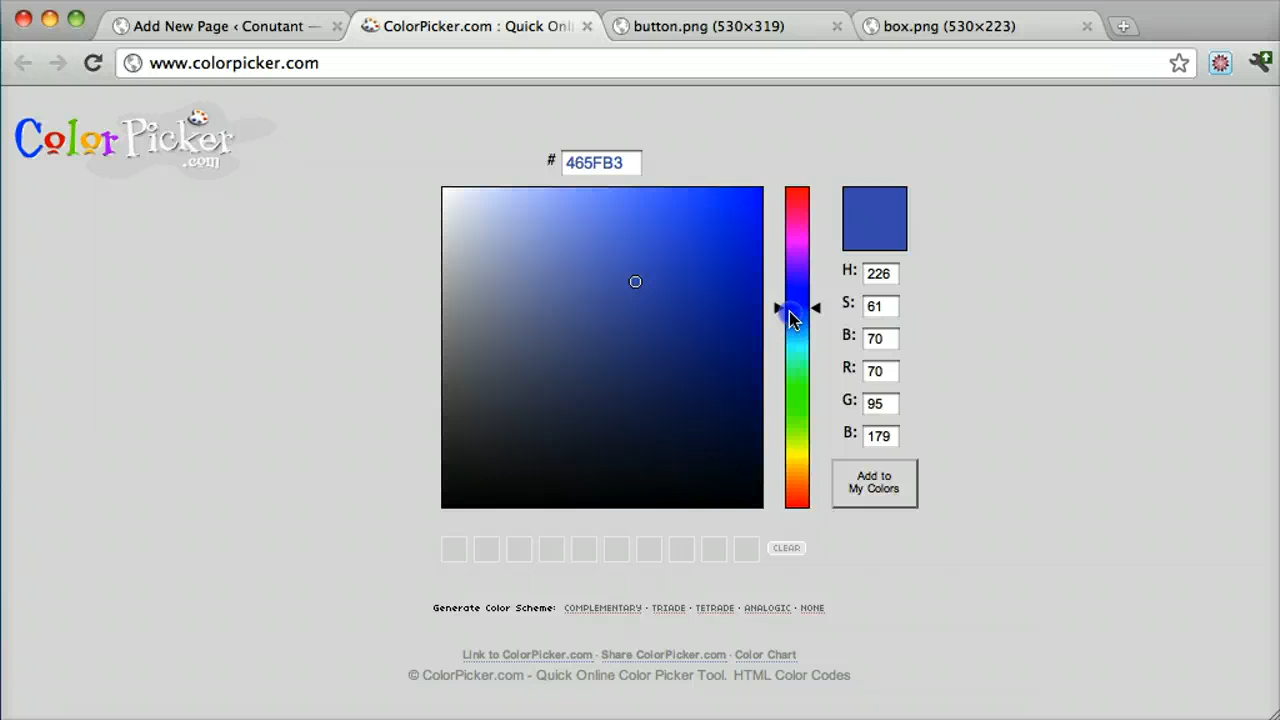 Add New Page ‹ Conutant —
ColorPicker.com : Quick Onli
button.png (530×319)
box.png (530×223)
www.colorpicker.com
Color Picker
.com
# 465FB3
H: 226
S: 61
B: 70
R: 70
G: 95
B: 179
Add to
My Colors
CLEAR
Generate Color Scheme: COMPLEMENTARY · TRIADE · TETRADE · ANALOGIC · NONE
Link to ColorPicker.com · Share ColorPicker.com · Color Chart
© ColorPicker.com - Quick Online Color Picker Tool. HTML Color Codes